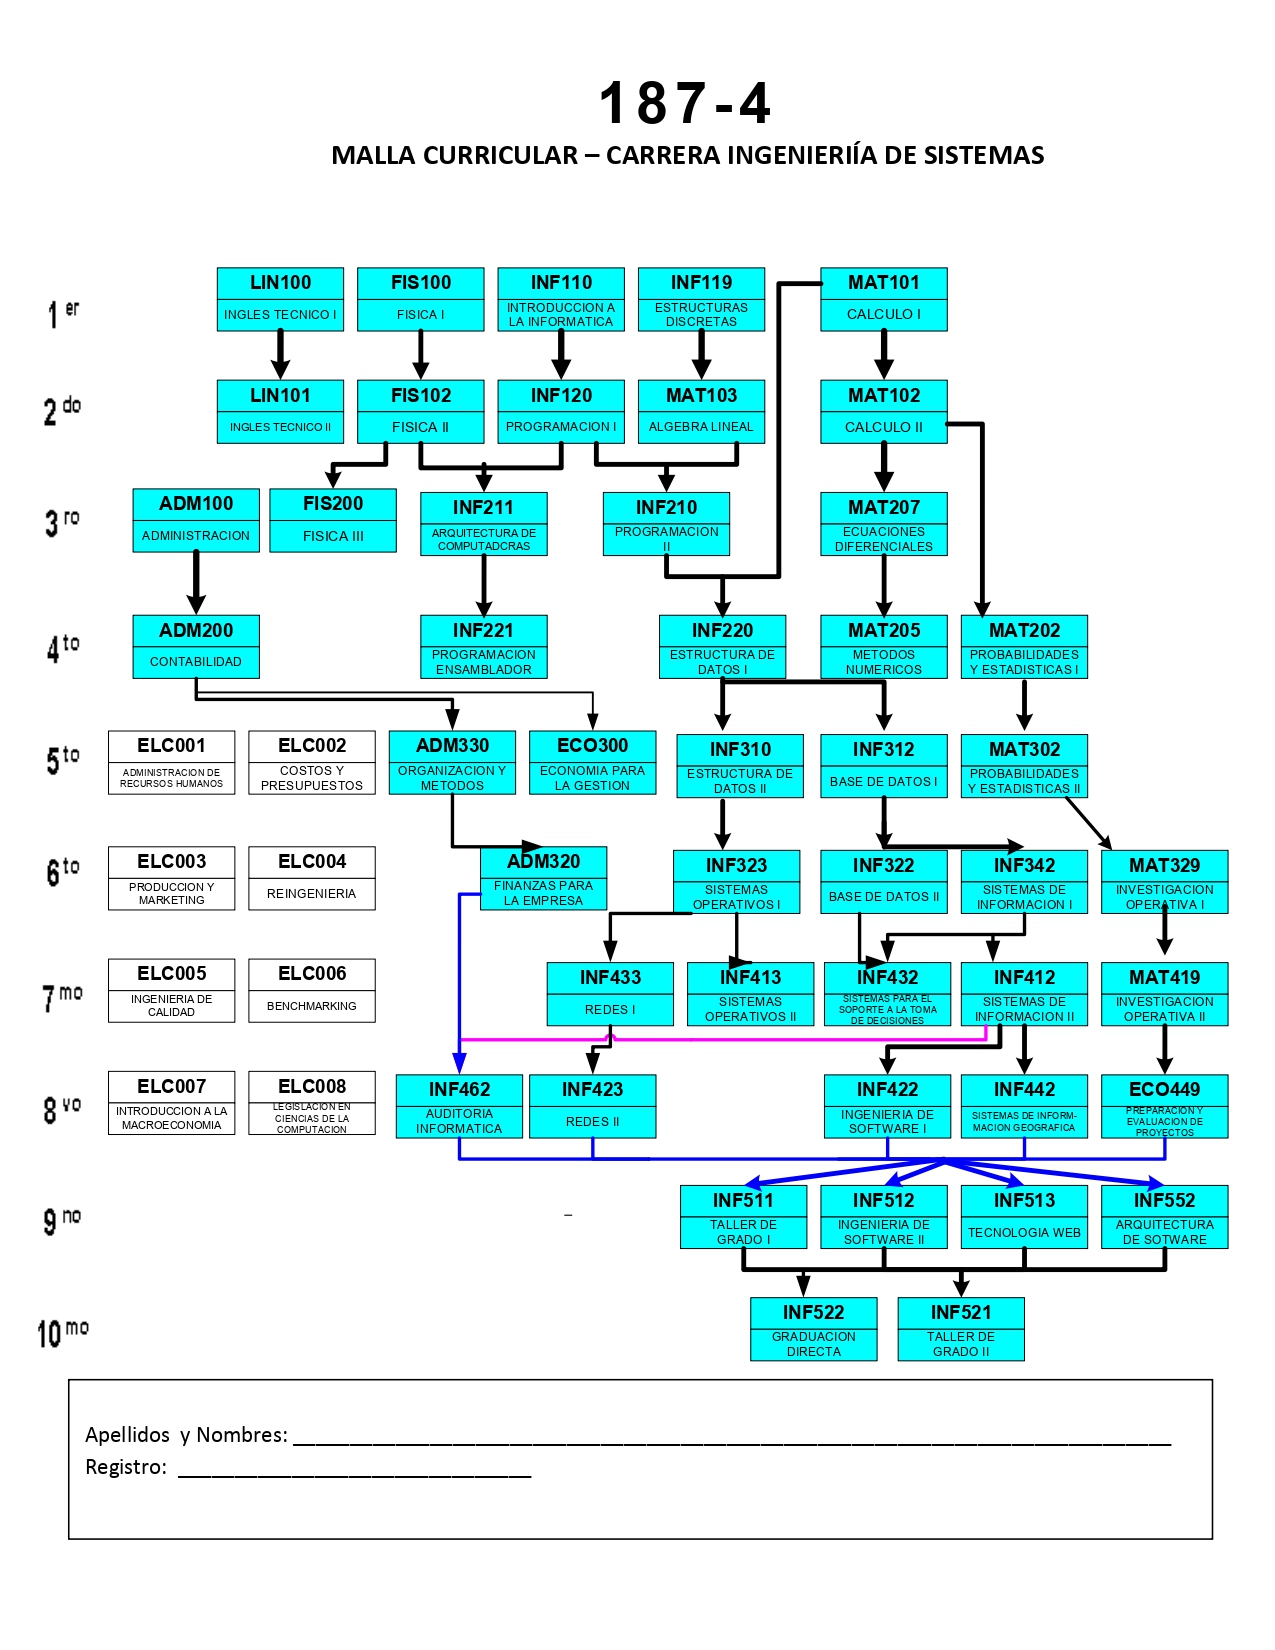 187-4
MALLA CURRICULAR – CARRERA INGENIERIÍA DE SISTEMAS
1 er
LIN100
INGLES TECNICO I
FIS100
FISICA I
INF110
INTRODUCCION A
LA INFORMATICA
INF119
ESTRUCTURAS
DISCRETAS
MAT101
CALCULO I
2 do
LIN101
INGLES TECNICO II
FIS102
FISICA II
INF120
PROGRAMACION I
MAT103
ALGEBRA LINEAL
MAT102
CALCULO II
3 ro
ADM100
ADMINISTRACION
FIS200
FISICA III
INF211
ARQUITECTURA DE
COMPUTADCRAS
INF210
PROGRAMACION
II
MAT207
ECUACIONES
DIFERENCIALES
4 to
ADM200
CONTABILIDAD
INF221
PROGRAMACION
ENSAMBLADOR
INF220
ESTRUCTURA DE
DATOS I
MAT205
METODOS
NUMERICOS
MAT202
PROBABILIDADES
Y ESTADISTICAS I
5 to
ELC001
ADMINISTRACION DE
RECURSOS HUMANOS
ELC002
COSTOS Y
PRESUPUESTOS
ADM330
ORGANIZACION Y
METODOS
ECO300
ECONOMIA PARA
LA GESTION
INF310
ESTRUCTURA DE
DATOS II
INF312
BASE DE DATOS I
MAT302
PROBABILIDADES
Y ESTADISTICAS II
6 to
ELC003
PRODUCCION Y
MARKETING
ELC004
REINGENIERIA
ADM320
FINANZAS PARA
LA EMPRESA
INF323
SISTEMAS
OPERATIVOS I
INF322
BASE DE DATOS II
INF342
SISTEMAS DE
INFORMACION I
MAT329
INVESTIGACION
OPERATIVA I
7 mo
ELC005
INGENIERIA DE
CALIDAD
ELC006
BENCHMARKING
INF433
REDES I
INF413
SISTEMAS
OPERATIVOS II
INF432
SISTEMAS PARA EL
SOPORTE A LA TOMA
DE DECISIONES
INF412
SISTEMAS DE
INFORMACION II
MAT419
INVESTIGACION
OPERATIVA II
8 vo
ELC007
INTRODUCCION A LA
MACROECONOMIA
ELC008
LEGISLACION EN
CIENCIAS DE LA
COMPUTACION
INF462
AUDITORIA
INFORMATICA
INF423
REDES II
INF422
INGENIERIA DE
SOFTWARE I
INF442
SISTEMAS DE INFORM-
MACION GEOGRAFICA
ECO449
PREPARACION Y
EVALUACION DE
PROYECTOS
9 no
–
INF511
TALLER DE
GRADO I
INF512
INGENIERIA DE
SOFTWARE II
INF513
TECNOLOGIA WEB
INF552
ARQUITECTURA
DE SOTWARE
10 mo
INF522
GRADUACION
DIRECTA
INF521
TALLER DE
GRADO II
Apellidos y Nombres: ____________________
Registro: ____________________